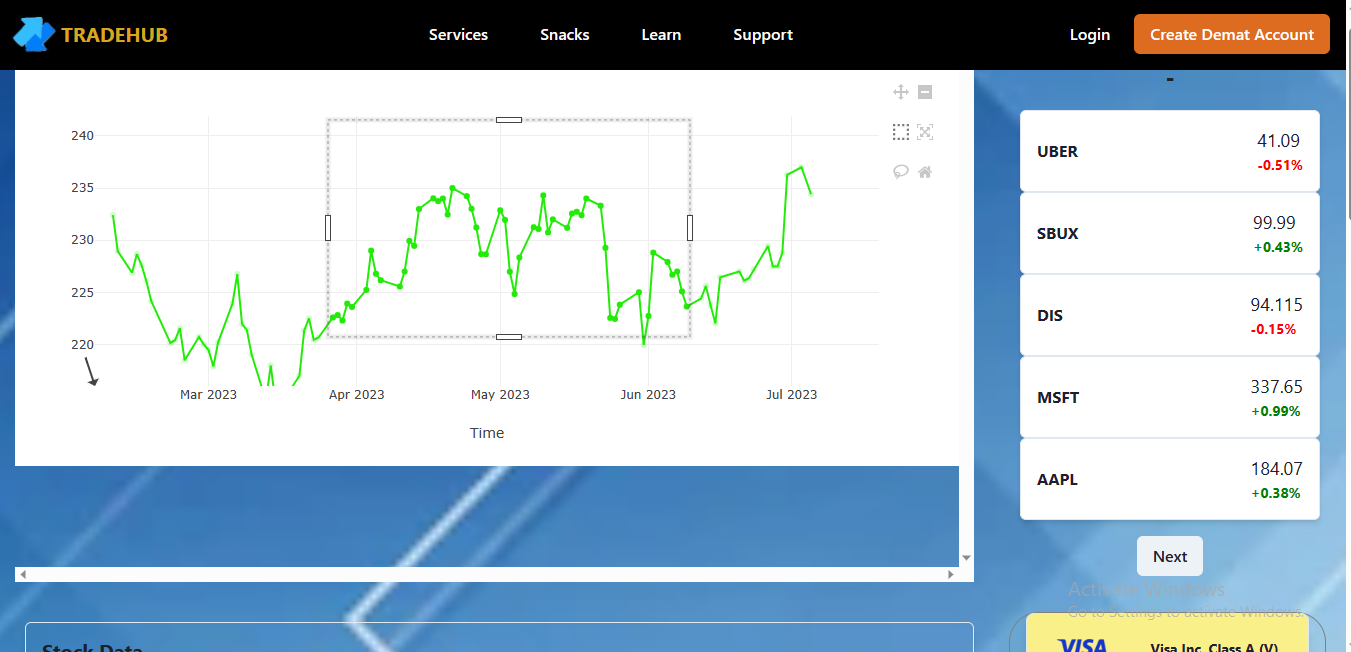 TRADEHUB
Services
Snacks
Learn
Support
Login
Create Demat Account
240
235
230
225
220
Mar 2023
Apr 2023
May 2023
Jun 2023
Jul 2023
Time
UBER
41.09
-0.51%
SBUX
99.99
+0.43%
DIS
94.115
-0.15%
MSFT
337.65
+0.99%
AAPL
184.07
+0.38%
Next
Activate Windows
Go to Settings to activate Windows.
Stock Data
VISA
Visa Inc. Class A (V)